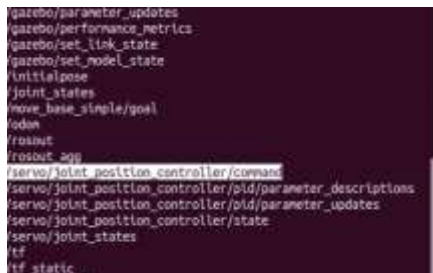 /gazebo/parameter_updates
/gazebo/performance_metrics
/gazebo/set_link_state
/gazebo/set_model_state
/initialpose
/joint_states
/move_base_simple/goal
/odom
/rosout
/rosout_agg
/servo/joint_position_controller/command
/servo/joint_position_controller/pid/parameter_descriptions
/servo/joint_position_controller/pid/parameter_updates
/servo/joint_position_controller/state
/servo/joint_states
/tf
/tf_static